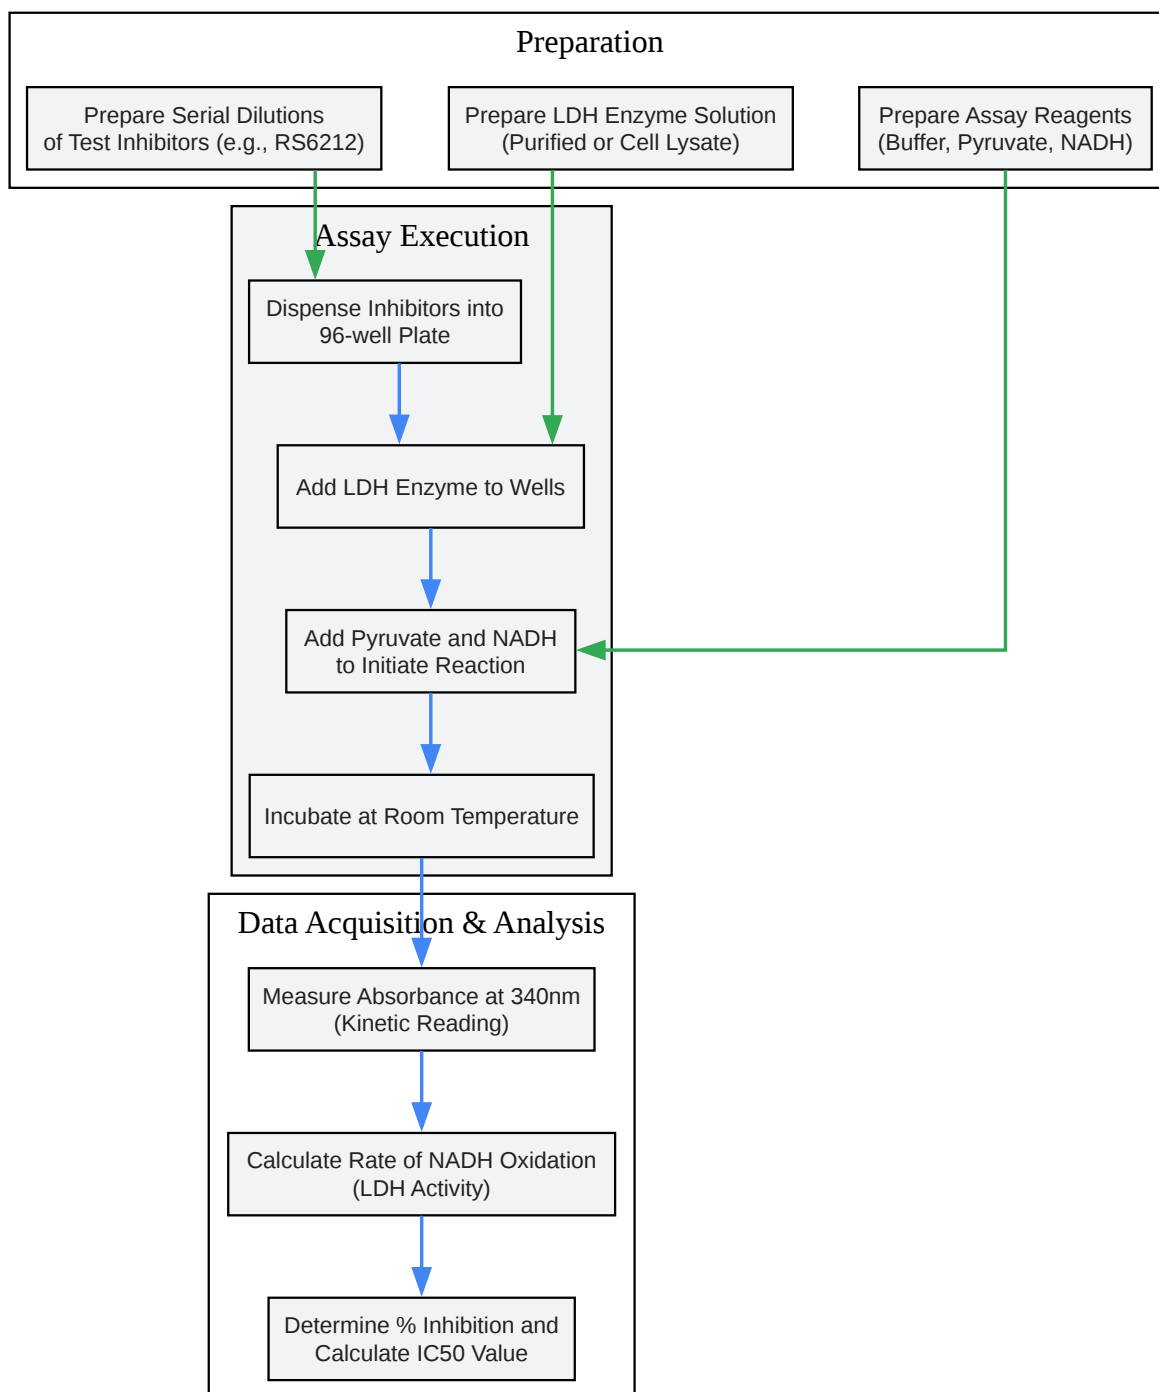 Preparation
Prepare Serial Dilutions
of Test Inhibitors (e.g., RS6212)
Prepare LDH Enzyme Solution
(Purified or Cell Lysate)
Prepare Assay Reagents
(Buffer, Pyruvate, NADH)
Assay Execution
Dispense Inhibitors into
96-well Plate
Add LDH Enzyme to Wells
Add Pyruvate and NADH
to Initiate Reaction
Incubate at Room Temperature
Data Acquisition & Analysis
Measure Absorbance at 340nm
(Kinetic Reading)
Calculate Rate of NADH Oxidation
(LDH Activity)
Determine % Inhibition and
Calculate IC50 Value